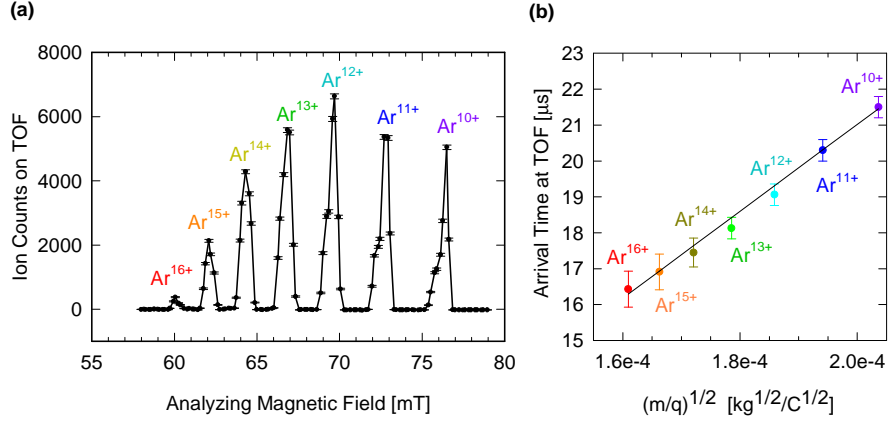 (a)
Ion Counts on TOF
8000
6000
4000
2000
0
55
60
65
70
75
80
Analyzing Magnetic Field [mT]
Ar16+
Ar15+
Ar14+
Ar13+
Ar12+
Ar11+
Ar10+
(b)
Arrival Time at TOF [μs]
23
22
21
20
19
18
17
16
15
1.6e-4
1.8e-4
2.0e-4
(m/q)1/2 [kg1/2/C1/2]
Ar16+
Ar15+
Ar14+
Ar13+
Ar12+
Ar11+
Ar10+